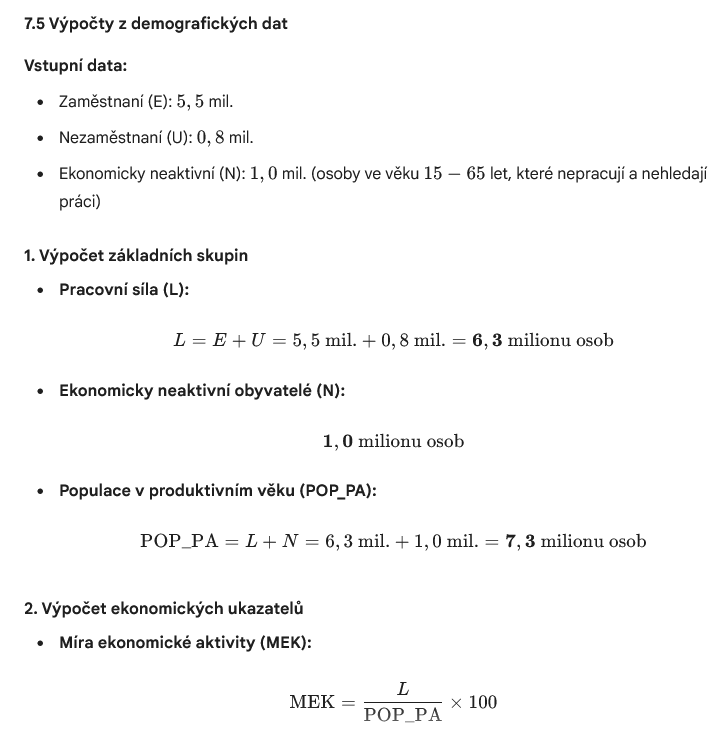 7.5 Výpočty z demografických dat
Vstupní data:
• Zaměstnaní (E): 5, 5 mil.
• Nezaměstnaní (U): 0, 8 mil.
• Ekonomicky neaktivní (N): 1, 0 mil. (osoby ve věku 15 − 65 let, které nepracují a nehledají
práci)
1. Výpočet základních skupin
• Pracovní síla (L):
L = E + U = 5, 5 mil. + 0, 8 mil. = 6, 3 milionu osob
• Ekonomicky neaktivní obyvatelé (N):
1, 0 milionu osob
• Populace v produktivním věku (POP_PA):
POP_PA = L + N = 6, 3 mil. + 1, 0 mil. = 7, 3 milionu osob
2. Výpočet ekonomických ukazatelů
• Míra ekonomické aktivity (MEK):
MEK = L / POP_PA × 100